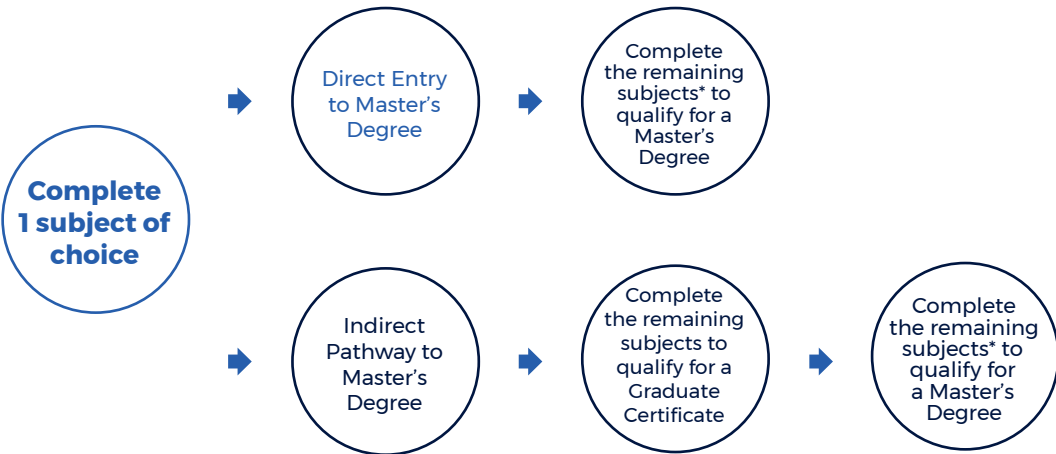 Complete
1 subject of
choice
Direct Entry
to Master's
Degree
Complete
the remaining
subjects* to
qualify for a
Master's
Degree
Indirect
Pathway to
Master's
Degree
Complete
the remaining
subjects to
qualify for a
Graduate
Certificate
Complete
the remaining
subjects* to
qualify for
a Master's
Degree